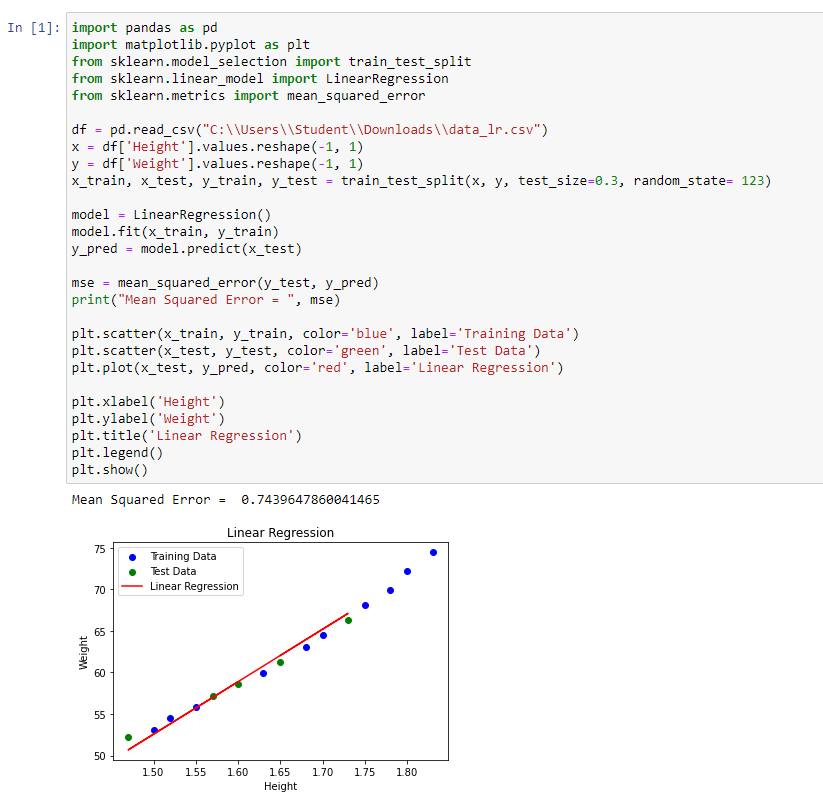 In [1]: import pandas as pd
import matplotlib.pyplot as plt
from sklearn.model_selection import train_test_split
from sklearn.linear_model import LinearRegression
from sklearn.metrics import mean_squared_error
df = pd.read_csv("C:\\Users\\Student\\Downloads\\data_lr.csv")
x = df['Height'].values.reshape(-1, 1)
y = df['Weight'].values.reshape(-1, 1)
x_train, x_test, y_train, y_test = train_test_split(x, y, test_size=0.3, random_state= 123)
model = LinearRegression()
model.fit(x_train, y_train)
y_pred = model.predict(x_test)
mse = mean_squared_error(y_test, y_pred)
print("Mean Squared Error = ", mse)
plt.scatter(x_train, y_train, color='blue', label='Training Data')
plt.scatter(x_test, y_test, color='green', label='Test Data')
plt.plot(x_test, y_pred, color='red', label='Linear Regression')
plt.xlabel('Height')
plt.ylabel('Weight')
plt.title('Linear Regression')
plt.legend()
plt.show()
Mean Squared Error =  0.7439647860041465
Linear Regression
Training Data
Test Data
Linear Regression
75
70
65
60
55
50
Weight
1.50 1.55 1.60 1.65 1.70 1.75 1.80
Height